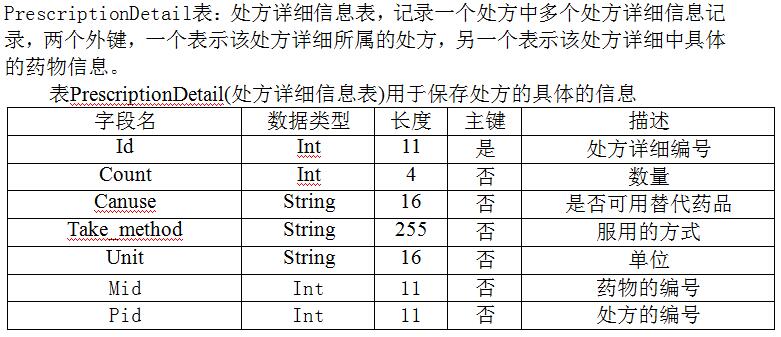 PrescriptionDetail表：处方详细信息表，记录一个处方中多个处方详细信息记
录，两个外键，一个表示该处方详细所属的处方，另一个表示该处方详细中具体
的药物信息。
表PrescriptionDetail(处方详细信息表)用于保存处方的具体的信息
字段名 数据类型 长度 主键 描述
Id Int 11 是 处方详细编号
Count Int 4 否 数量
Canuse String 16 否 是否可用替代药品
Take_method String 255 否 服用的方式
Unit String 16 否 单位
Mid Int 11 否 药物的编号
Pid Int 11 否 处方的编号